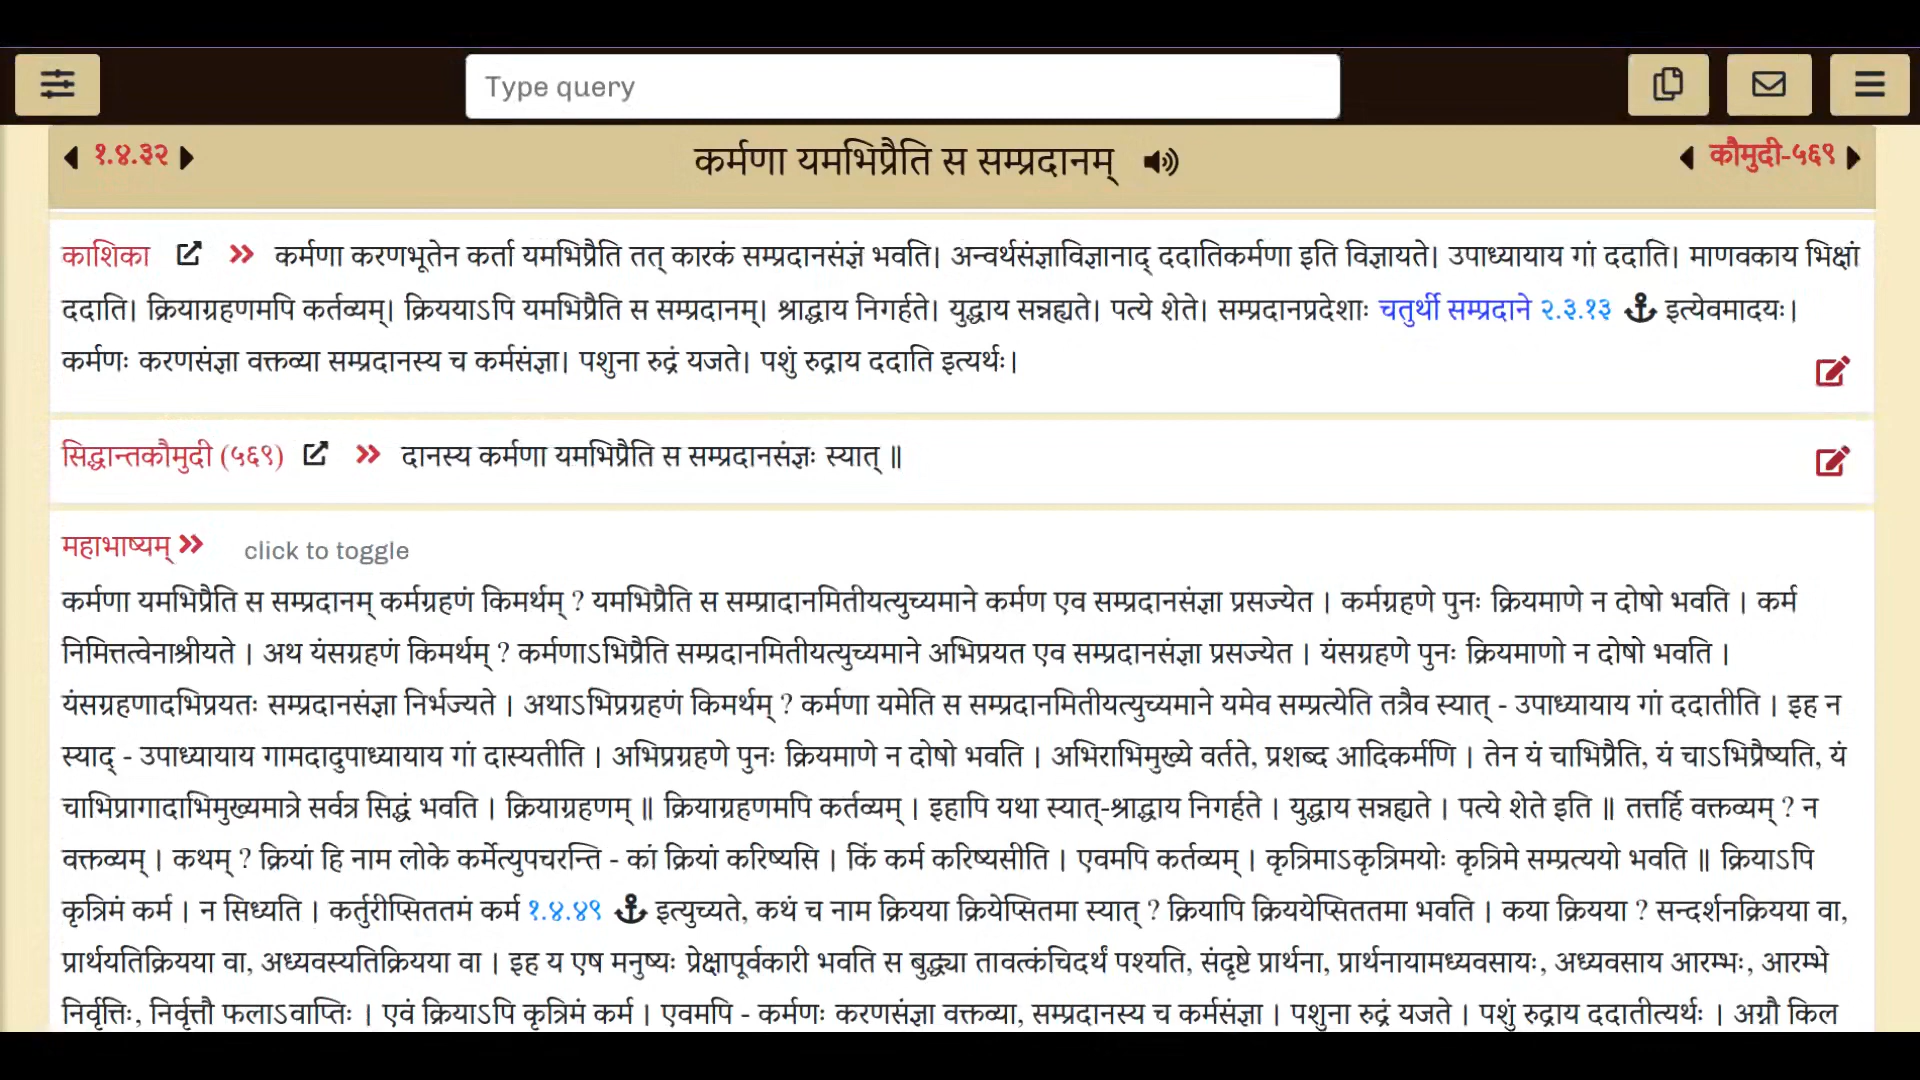 Type query
१.४.३२
कर्मणा यमभिप्रैति स सम्प्रदानम्
कौमुदी-५६९
काशिका कर्मणा करणभूतेन कर्ता यमभिप्रैति तत् कारकं सम्प्रदानसंज्ञं भवति। अन्वर्थसंज्ञाविज्ञानाद् ददातिकर्मणा इति विज्ञायते। उपाध्यायाय गां ददाति। माणवकाय भिक्षां
ददाति। क्रियाग्रहणमपि कर्तव्यम्। क्रिययाऽपि यमभिप्रैति स सम्प्रदानम्। श्राद्धाय निगर्हते। युद्धाय सन्नह्यते। पत्ये शेते। सम्प्रदानप्रदेशाः चतुर्थी सम्प्रदाने २.३.१३ इत्येवमादयः।
कर्मणः करणसंज्ञा वक्तव्या सम्प्रदानस्य च कर्मसंज्ञा। पशुना रुद्रं यजते। पशुं रुद्राय ददाति इत्यर्थः।
सिद्धान्तकौमुदी (५६९) दानस्य कर्मणा यमभिप्रैति स सम्प्रदानसंज्ञः स्यात् ॥
महाभाष्यम् click to toggle
कर्मणा यमभिप्रैति स सम्प्रदानम् कर्मग्रहणं किमर्थम् ? यमभिप्रैति स सम्प्रादानमितीयत्युच्यमाने कर्मण एव सम्प्रदानसंज्ञा प्रसज्येत । कर्मग्रहणे पुनः क्रियमाणे न दोषो भवति । कर्म
निमित्तत्वेनाश्रीयते । अथ यंसग्रहणं किमर्थम् ? कर्मणाऽभिप्रैति सम्प्रदानमितीयत्युच्यमाने अभिप्रयत एव सम्प्रदानसंज्ञा प्रसज्येत । यंसग्रहणे पुनः क्रियमाणो न दोषो भवति ।
यंसग्रहणादभिप्रयतः सम्प्रदानसंज्ञा निर्भज्यते । अथाऽभिप्रग्रहणं किमर्थम् ? कर्मणा यमेति स सम्प्रदानमितीयत्युच्यमाने यमेव सम्प्रत्येति तत्रैव स्यात् - उपाध्यायाय गां ददातीति । इह न
स्याद् - उपाध्यायाय गामदादुपाध्यायाय गां दास्यतीति । अभिप्रग्रहणे पुनः क्रियमाणे न दोषो भवति । अभिराभिमुख्ये वर्तते, प्रशब्द आदिकर्मणि । तेन यं चाभिप्रैति, यं चाऽभिप्रैष्यति, यं
चाभिप्रागादाभिमुख्यमात्रे सर्वत्र सिद्धं भवति । क्रियाग्रहणम् ॥ क्रियाग्रहणमपि कर्तव्यम् । इहापि यथा स्यात्-श्राद्धाय निगर्हते । युद्धाय सन्नह्यते । पत्ये शेते इति ॥ तत्तर्हि वक्तव्यम् ? न
वक्तव्यम् । कथम् ? क्रियां हि नाम लोके कर्मेत्युपचरन्ति - कां क्रियां करिष्यसि । किं कर्म करिष्यसीति । एवमपि कर्तव्यम् । कृत्रिमाऽकृत्रिमयोः कृत्रिमे सम्प्रत्ययो भवति ॥ क्रियाऽपि
कृत्रिमं कर्म । न सिध्यति । कर्तुरीप्सिततमं कर्म १.४.४९ इत्युच्यते, कथं च नाम क्रियया क्रियेप्सितमा स्यात् ? क्रियापि क्रिययेप्सिततमा भवति । कया क्रियया ? सन्दर्शनक्रियया वा,
प्रार्थयतिक्रियया वा, अध्यवस्यतिक्रियया वा । इह य एष मनुष्यः प्रेक्षापूर्वकारी भवति स बुद्ध्या तावत्कंचिदर्थं पश्यति, संदृष्टे प्रार्थना, प्रार्थनायामध्यवसायः, अध्यवसाय आरम्भः, आरम्भे
निर्वृत्तिः, निर्वृत्तौ फलाऽवाप्तिः । एवं क्रियाऽपि कृत्रिमं कर्म । एवमपि - कर्मणः करणसंज्ञा वक्तव्या, सम्प्रदानस्य च कर्मसंज्ञा । पशुना रुद्रं यजते । पशुं रुद्राय ददातीत्यर्थः । अग्नौ किल